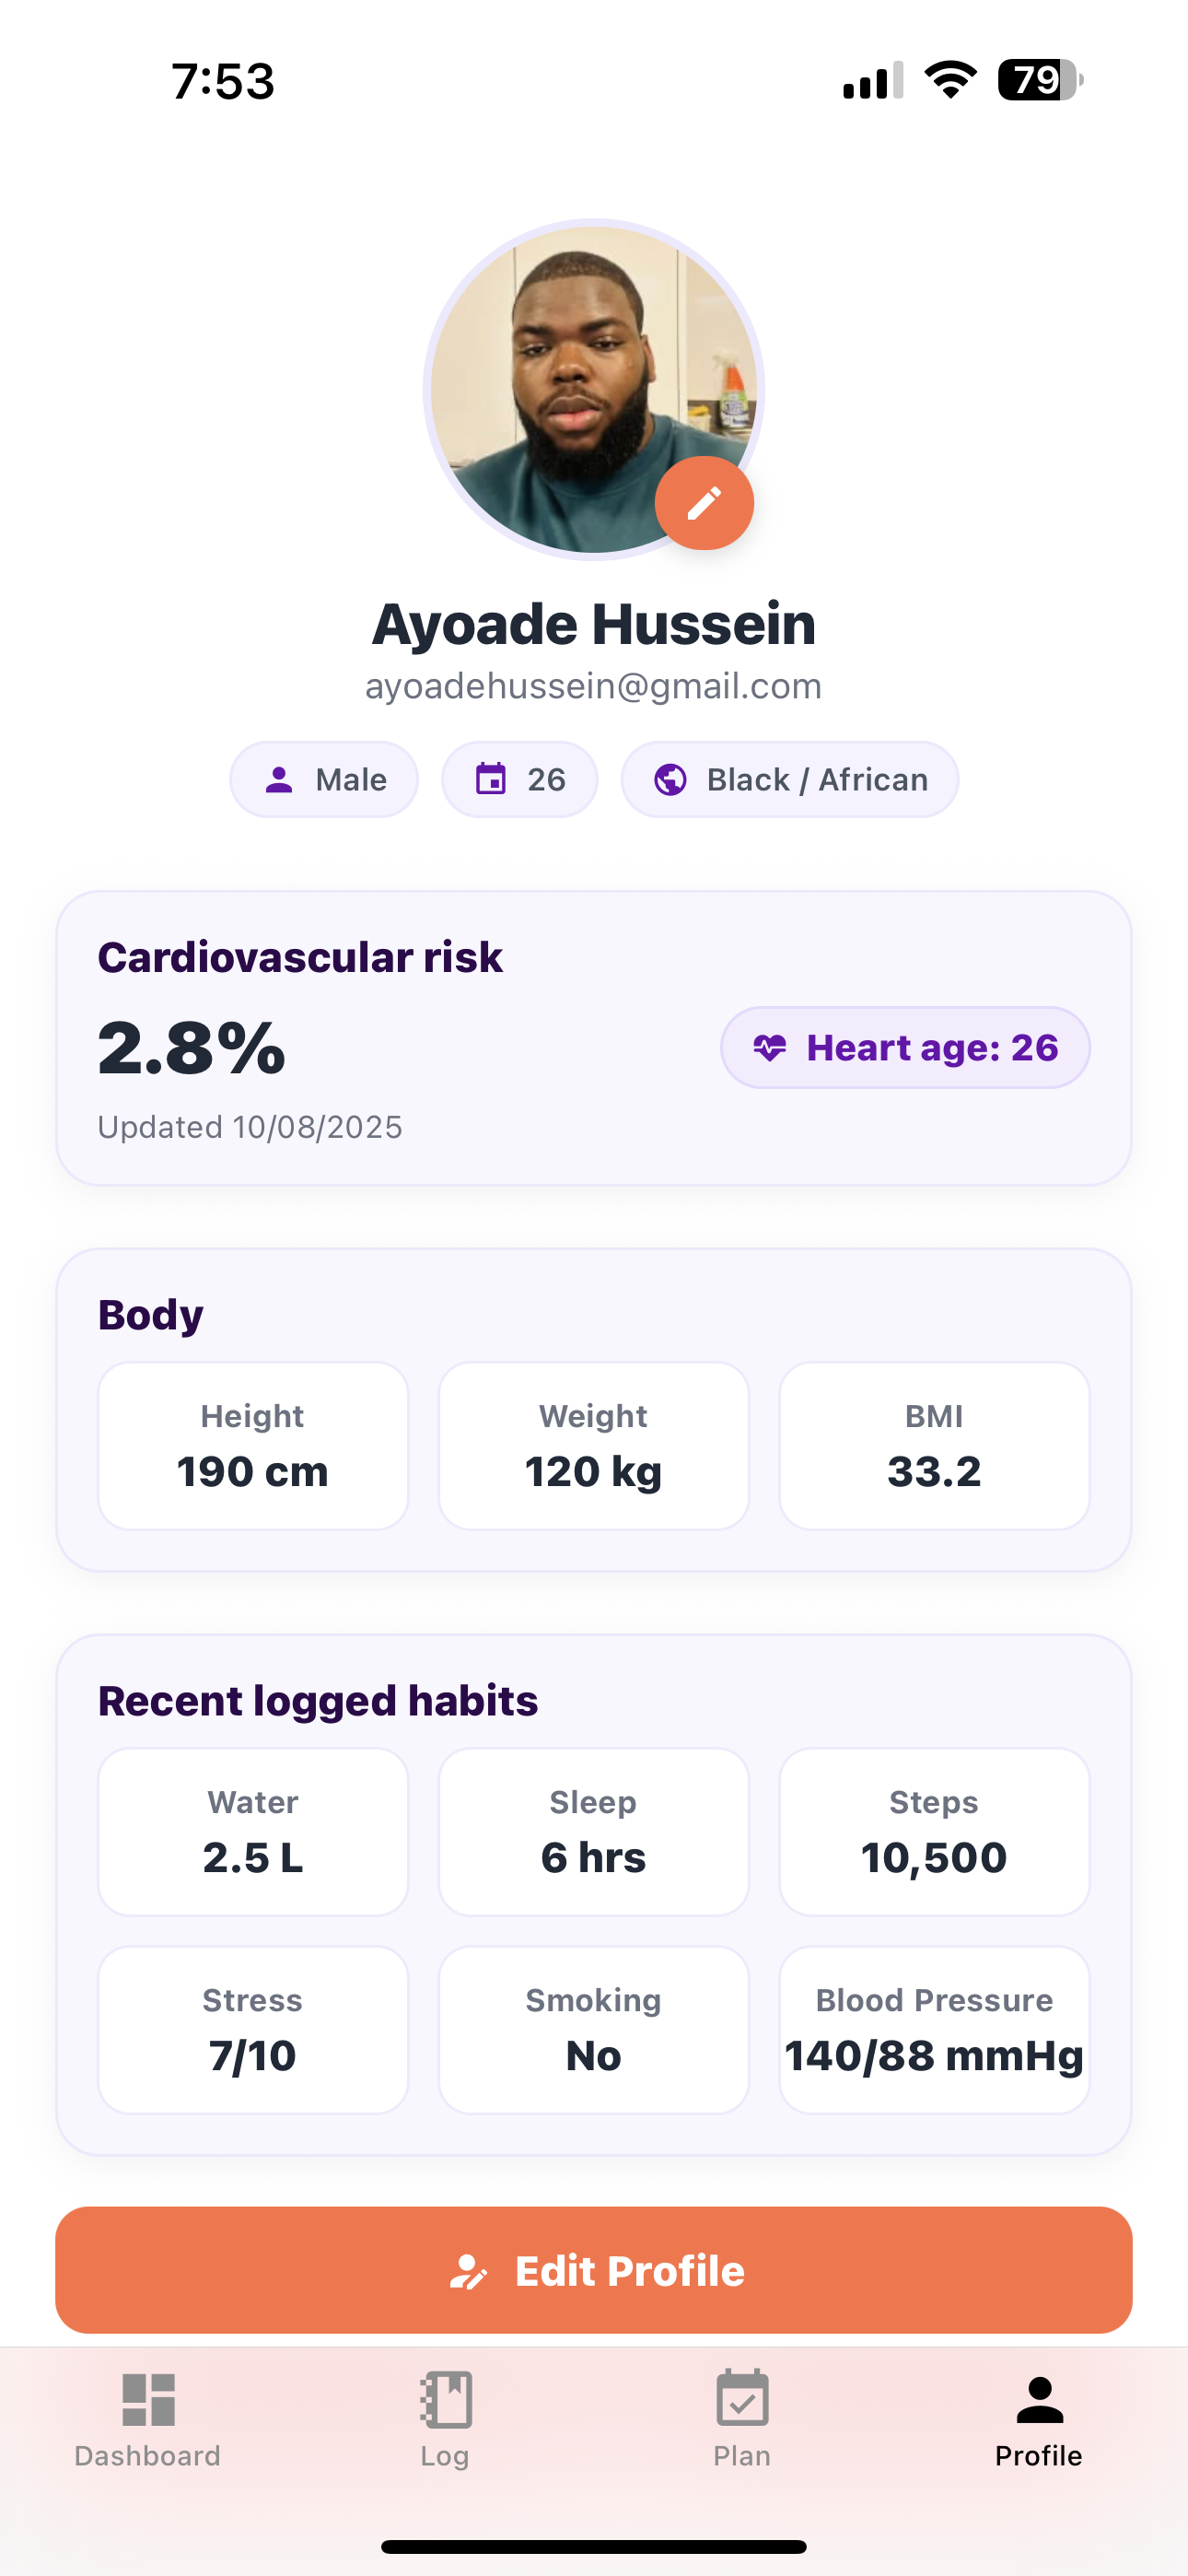 7:53
79
Ayoade Hussein
ayoadehussein@gmail.com
Male 26 Black / African
Cardiovascular risk
2.8% Heart age: 26
Updated 10/08/2025
Body
Height Weight BMI
190 cm 120 kg 33.2
Recent logged habits
Water Sleep Steps
2.5 L 6 hrs 10,500
Stress Smoking Blood Pressure
7/10 No 140/88 mmHg
Edit Profile
Dashboard Log Plan Profile